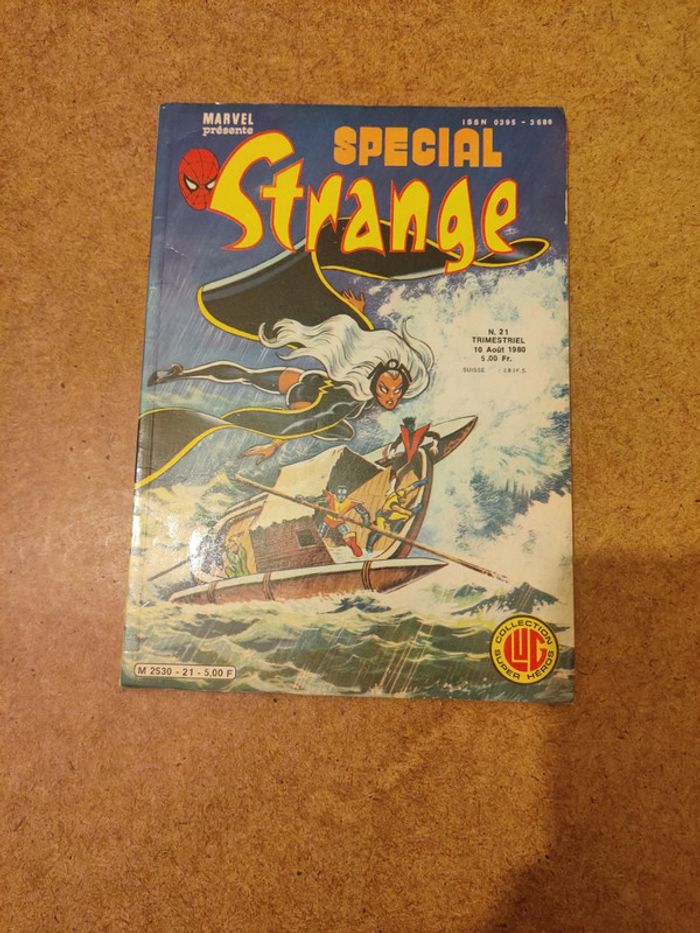 MARVEL
présente
ISSN 0395 - 3686
SPECIAL
Strange
N. 21
TRIMESTRIEL
10 Août 1980
5.00 Fr.
SUISSE
COLLECTION
LUG
SUPER HEROS
M 2530 - 21 - 5,00 F